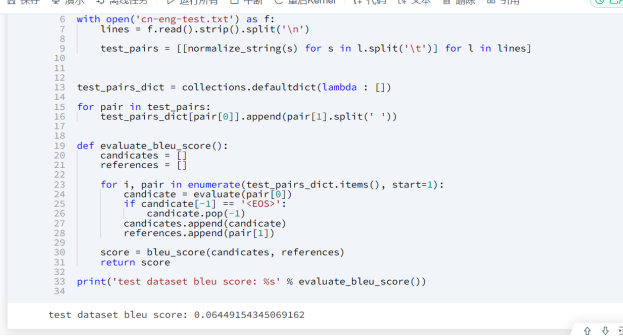 保存 演示 离线任务 运行所有 中断 重启Kernel 代码 文本 删除 引用
6 with open('cn-eng-test.txt') as f:
7 lines = f.read().strip().split('\n')
8
9 test_pairs = [[normalize_string(s) for s in l.split('\t')] for l in lines]
10
11
12
13 test_pairs_dict = collections.defaultdict(lambda : [])
14
15 for pair in test_pairs:
16 test_pairs_dict[pair[0]].append(pair[1].split(' '))
17
18
19 def evaluate_bleu_score():
20 candicates = []
21 references = []
22
23 for i, pair in enumerate(test_pairs_dict.items(), start=1):
24 candicate = evaluate(pair[0])
25 if candicate[-1] == '<EOS>':
26 candicate.pop(-1)
27 candicates.append(candicate)
28 references.append(pair[1])
29
30 score = bleu_score(candicates, references)
31 return score
32
33 print('test dataset bleu score: %s' % evaluate_bleu_score())
34
test dataset bleu score: 0.06449154345069162